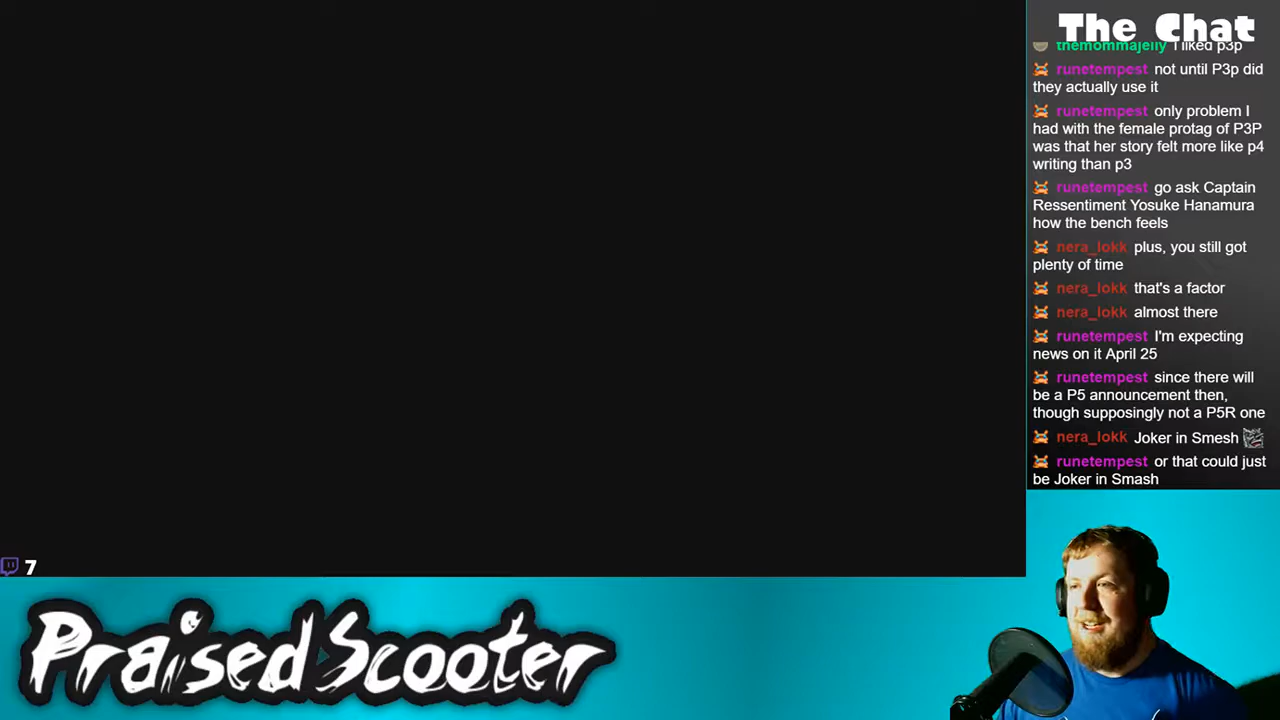 The Chat
themommajelly I liked p3p
runetempest not until P3p did
they actually use it
runetempest only problem I
had with the female protag of P3P
was that her story felt more like p4
writing than p3
runetempest go ask Captain
Ressentiment Yosuke Hanamura
how the bench feels
nera_lokk plus, you still got
plenty of time
nera_lokk that's a factor
nera_lokk almost there
runetempest I'm expecting
news on it April 25
runetempest since there will
be a P5 announcement then,
though supposingly not a P5R one
nera_lokk Joker in Smesh
runetempest or that could just
be Joker in Smash
7
PraisedScooter